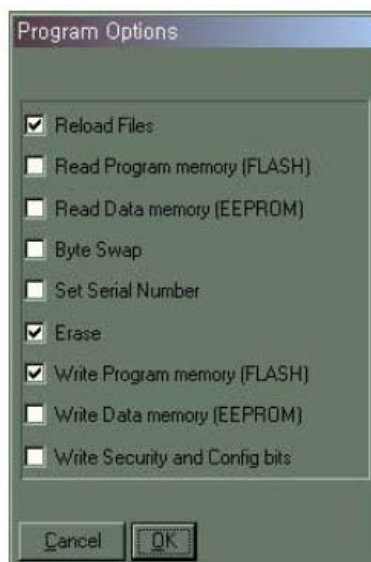 Program Options
Reload Files
Read Program memory (FLASH)
Read Data memory (EEPROM)
Byte Swap
Set Serial Number
Erase
Write Program memory (FLASH)
Write Data memory (EEPROM)
Write Security and Config bits
Cancel OK